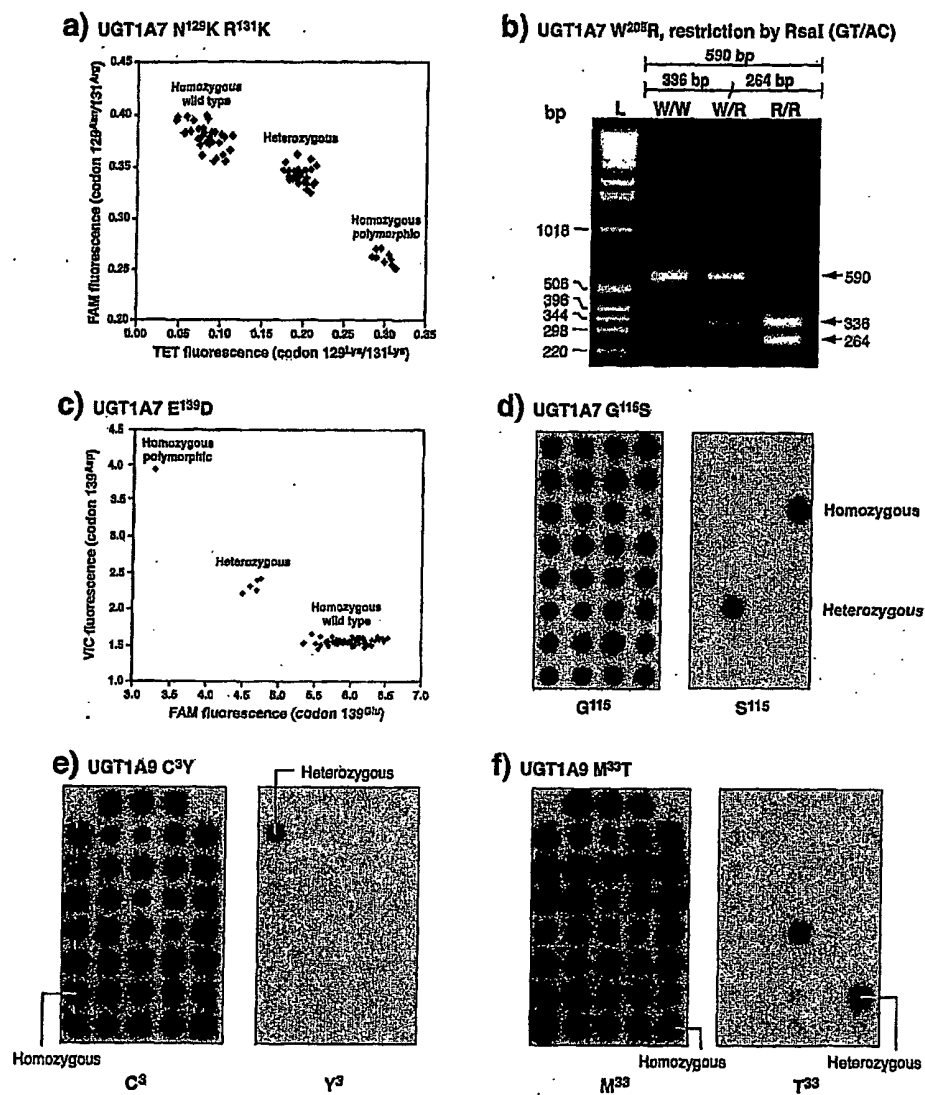 a) UGT1A7 N129K R131K
FAM fluorescence (codon 129Asn/131Arg)
0.45
0.40
0.35
0.30
0.25
0.20
Homozygous
wild type
Heterozygous
Homozygous
polymorphic
0.00 0.05 0.10 0.15 0.20 0.25 0.30 0.35
TET fluorescence (codon 129Lys/131Lys)
b) UGT1A7 W208R, restriction by RsaI (GT/AC)
590 bp
336 bp 264 bp
bp L W/W W/R R/R
1018
506
396
344
298
220
590
336
264
c) UGT1A7 E139D
VIC fluorescence (codon 139Asp)
4.5
4.0
3.5
3.0
2.5
2.0
1.5
1.0
Homozygous
polymorphic
Heterozygous
Homozygous
wild type
3.0 4.0 4.5 5.0 5.5 6.0 6.5 7.0
FAM fluorescence (codon 139Glu)
d) UGT1A7 G115S
Homozygous
Heterozygous
G115 S115
e) UGT1A9 C3Y
Heterozygous
Homozygous
C3 Y3
f) UGT1A9 M33T
Homozygous
Heterozygous
M33 T33